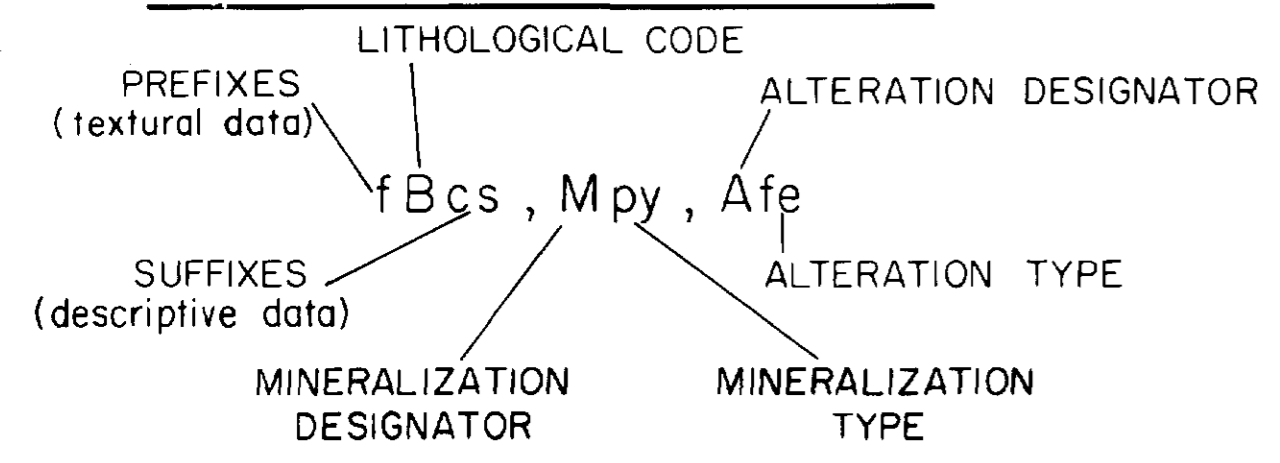 LITHOLOGICAL CODE
PREFIXES
(textural data)
ALTERATION DESIGNATOR
fBcs, Mpy, Afe
SUFFIXES
(descriptive data)
ALTERATION TYPE
MINERALIZATION
DESIGNATOR
MINERALIZATION
TYPE